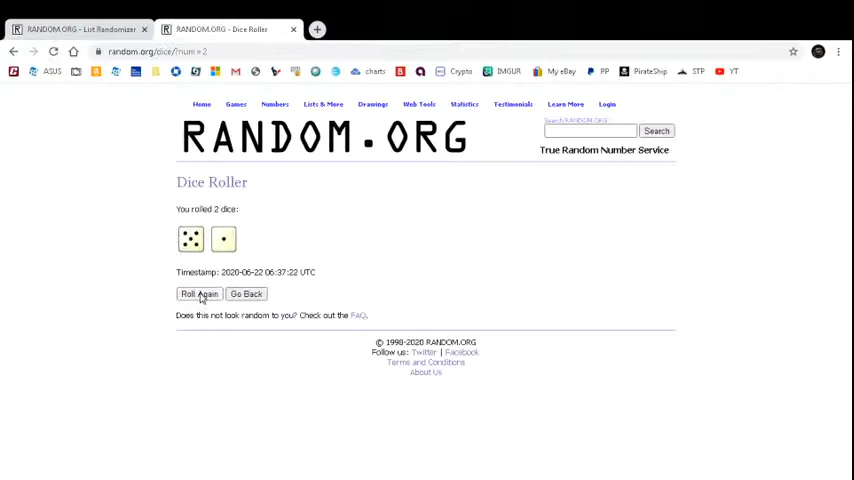 RANDOM.ORG - List Randomizer
RANDOM.ORG - Dice Roller
random.org/dice/?num=2
ASUS
charts
Crypto
IMGUR
My eBay
PP
PirateShip
STP
YT
Home Games Numbers Lists & More Drawings Web Tools Statistics Testimonials Learn More Login
RANDOM.ORG
Search RANDOM.ORG
Search
True Random Number Service
Dice Roller
You rolled 2 dice:
Timestamp: 2020-06-22 06:37:22 UTC
Roll Again Go Back
Does this not look random to you? Check out the FAQ.
© 1998-2020 RANDOM.ORG
Follow us: Twitter | Facebook
Terms and Conditions
About Us